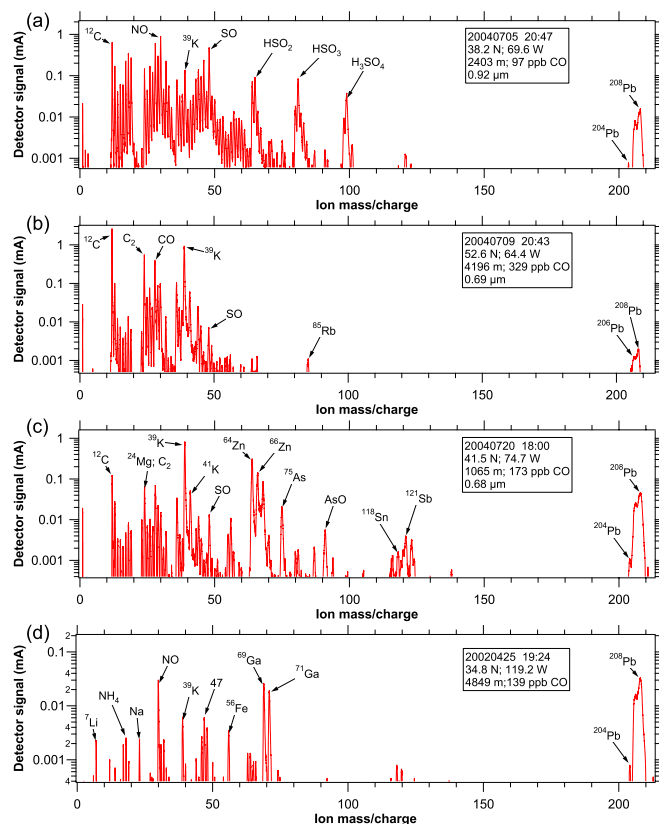 (a)
Detector signal (mA)
1
0.1
0.01
0.001
¹²C
NO
³⁹K
SO
HSO₂
HSO₃
H₃SO₄
²⁰⁴Pb
²⁰⁸Pb
20040705 20:47
38.2 N; 69.6 W
2403 m; 97 ppb CO
0.92 µm
0 50 100 150 200
Ion mass/charge
(b)
Detector signal (mA)
1
0.1
0.01
0.001
¹²C
C₂
CO
³⁹K
SO
⁸⁵Rb
²⁰⁶Pb
²⁰⁸Pb
20040709 20:43
52.6 N; 64.4 W
4196 m; 329 ppb CO
0.69 µm
0 50 100 150 200
Ion mass/charge
(c)
Detector signal (mA)
1
0.1
0.01
0.001
¹²C
²⁴Mg; C₂
³⁹K
⁴¹K
SO
⁶⁴Zn
⁶⁶Zn
⁷⁵As
AsO
¹¹⁸Sn
¹²¹Sb
²⁰⁴Pb
²⁰⁸Pb
20040720 18:00
41.5 N; 74.7 W
1065 m; 173 ppb CO
0.68 µm
0 50 100 150 200
Ion mass/charge
(d)
Detector signal (mA)
2
0.1
4
2
0.01
4
2
0.001
4
⁷Li
NH₄
Na
NO
³⁹K
47
⁵⁶Fe
⁶⁹Ga
⁷¹Ga
²⁰⁴Pb
²⁰⁸Pb
20020425 19:24
34.8 N; 119.2 W
4849 m;139 ppb CO
0 50 100 150 200
Ion mass/charge